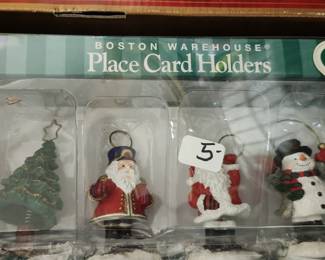 BOSTON WAREHOUSE®
Place Card Holders
5-